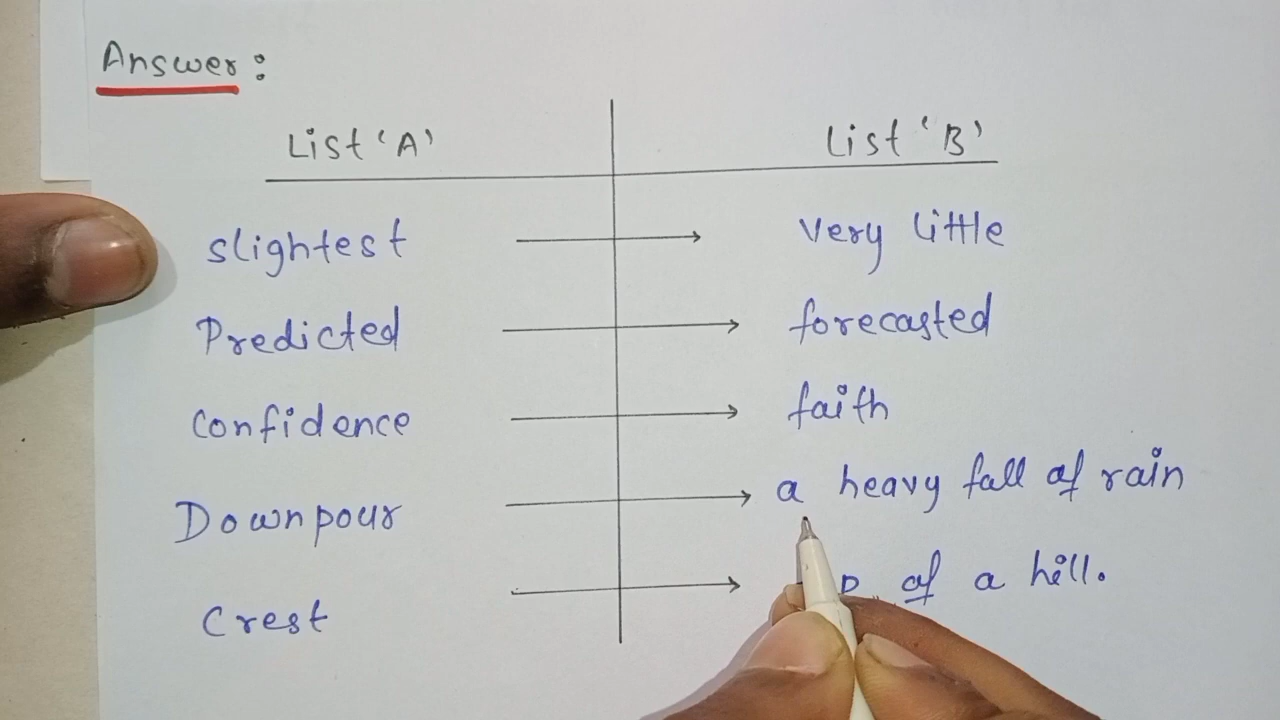 Answer:
List 'A' List 'B'
slightest → very little
Predicted → forecasted
Confidence → faith
Downpour → a heavy fall of rain
Crest → of a hill.